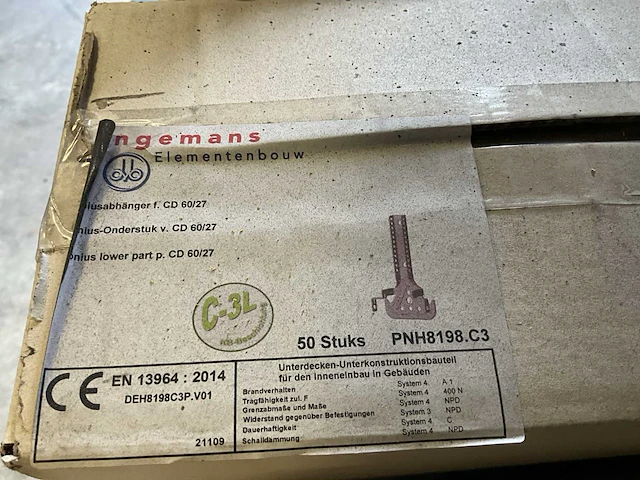 ngemans
Elementenbouw
iusabhänger f. CD 60/27
nius-Onderstuk v. CD 60/27
nius lower part p. CD 60/27
C-3L
50 Stuks PNH8198.C3
CE EN 13964 : 2014
DEH8198C3P.V01
21109
Unterdecken-Unterkonstruktionsbauteil
für den Inneneinbau in Gebäuden
Brandverhalten System 4 A 1
Tragfähigkeit zul. F System 4 400 N
Grenzabmaße und Maße System 4 NPD
Widerstand gegenüber Befestigungen System 3 NPD
Dauerhaftigkeit System 4 C
Schalldammung System 4 NPD